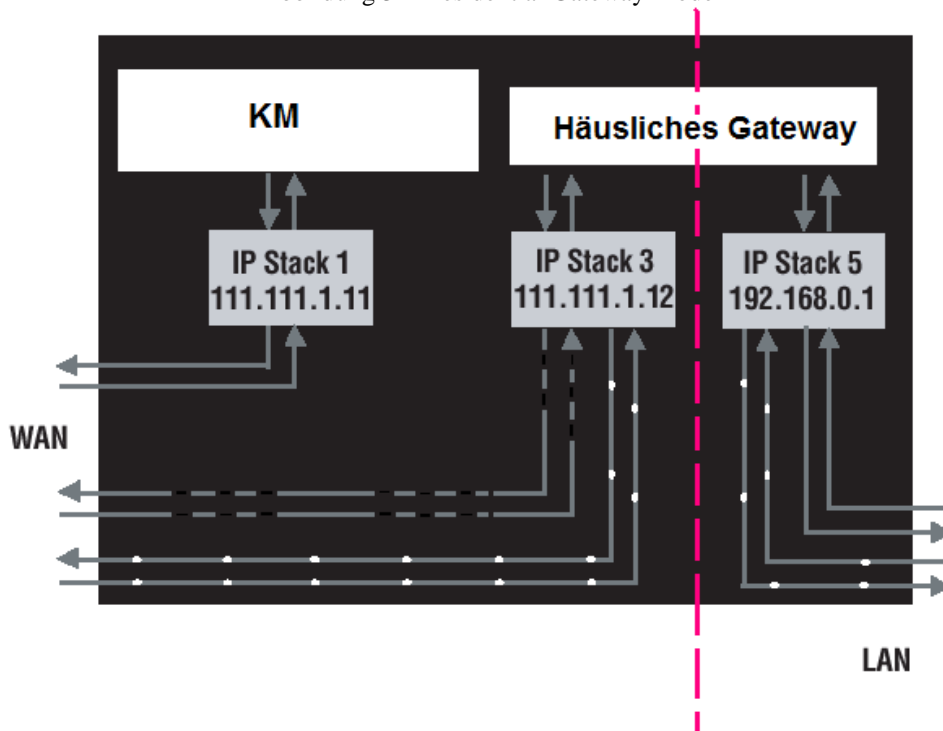 KM
Häusliches Gateway
IP Stack 1
111.111.1.11
IP Stack 3
111.111.1.12
IP Stack 5
192.168.0.1
WAN
LAN